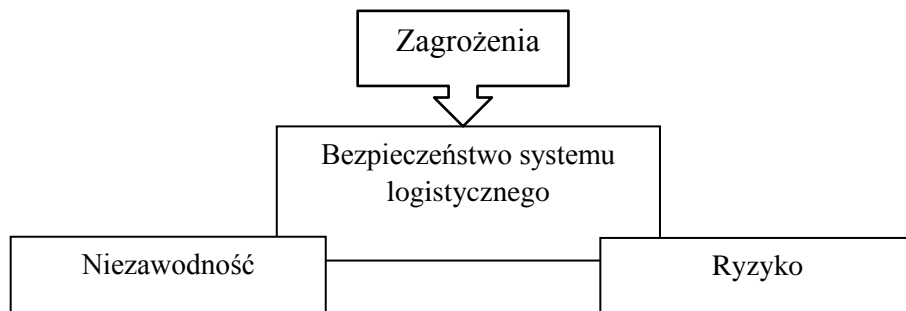 Zagrożenia
Bezpieczeństwo systemu
logistycznego
Niezawodność
Ryzyko